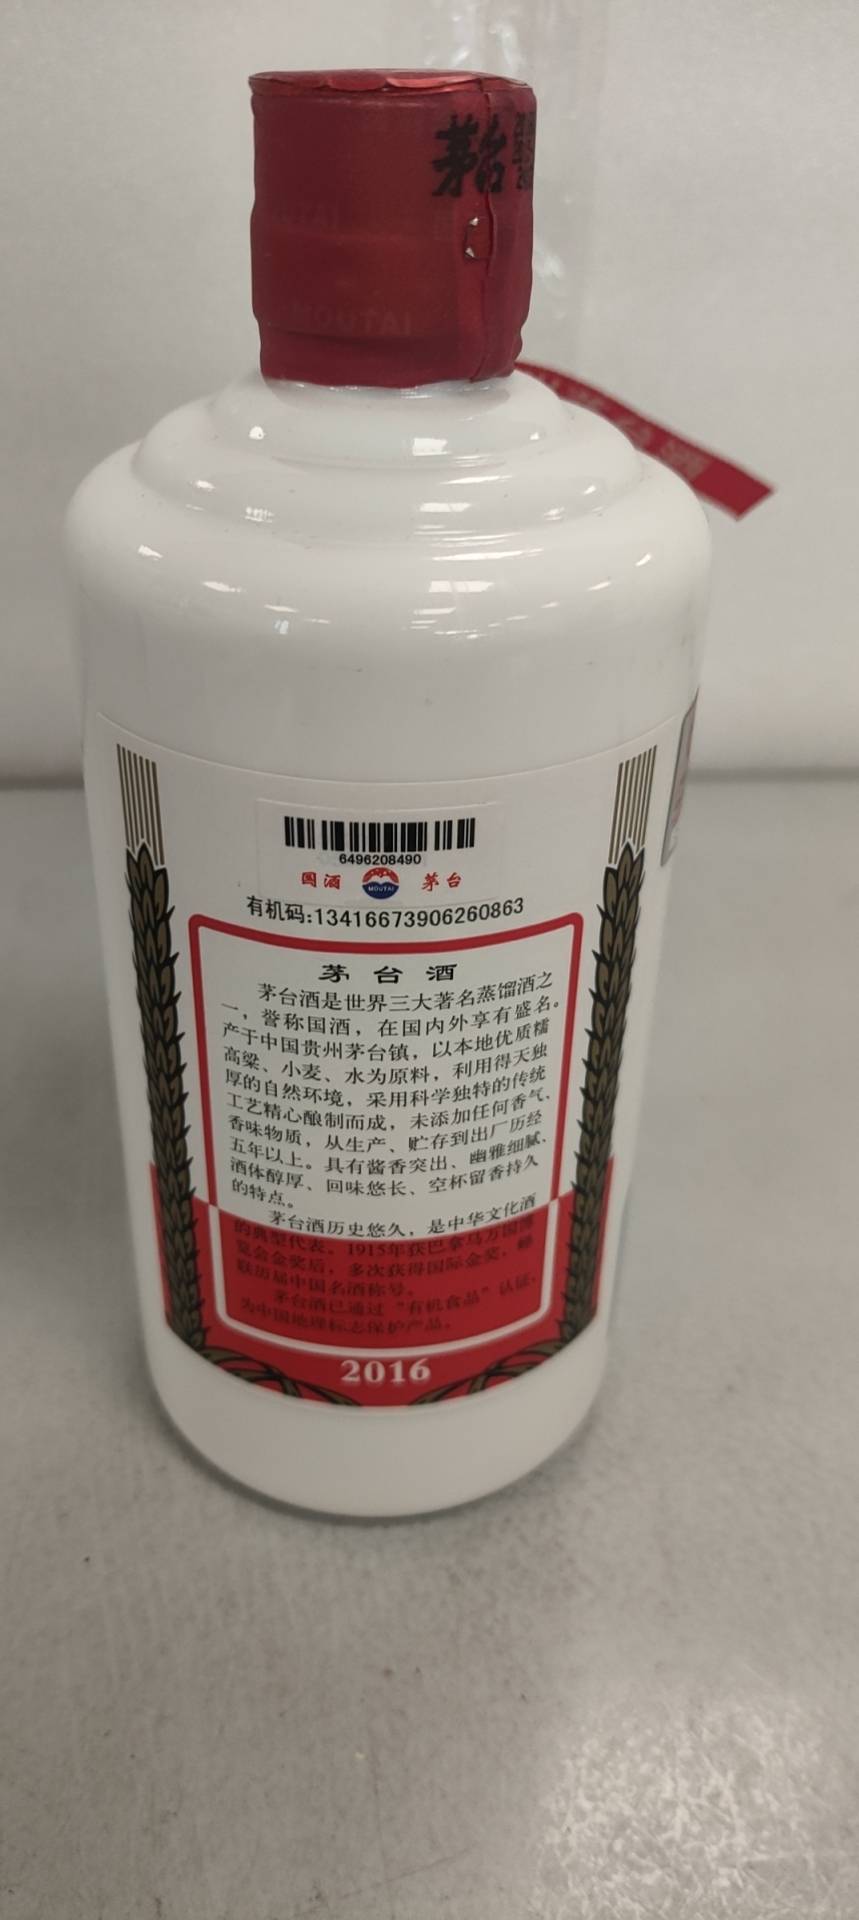 茅台
MOUTAI
6496208490
国酒
MOUTAI
茅台
有机码:13416673906260863
茅台酒
茅台酒是世界三大著名蒸馏酒之
一，誉称国酒，在国内外享有盛名。
产于中国贵州茅台镇，以本地优质糯
高粱、小麦、水为原料，利用得天独
厚的自然环境，采用科学独特的传统
工艺精心酿制而成，未添加任何香气、
香味物质，从生产、贮存到出厂历经
五年以上。具有酱香突出、幽雅细腻、
酒体醇厚、回味悠长、空杯留香持久
的特点。
茅台酒历史悠久，是中华文化酒
的典型代表。1915年获巴拿马万国博
览会金奖后，多次获得国际金奖，蝉
联历届中国名酒称号。
茅台酒已通过“有机食品”认证，
为中国地理标志保护产品。
2016